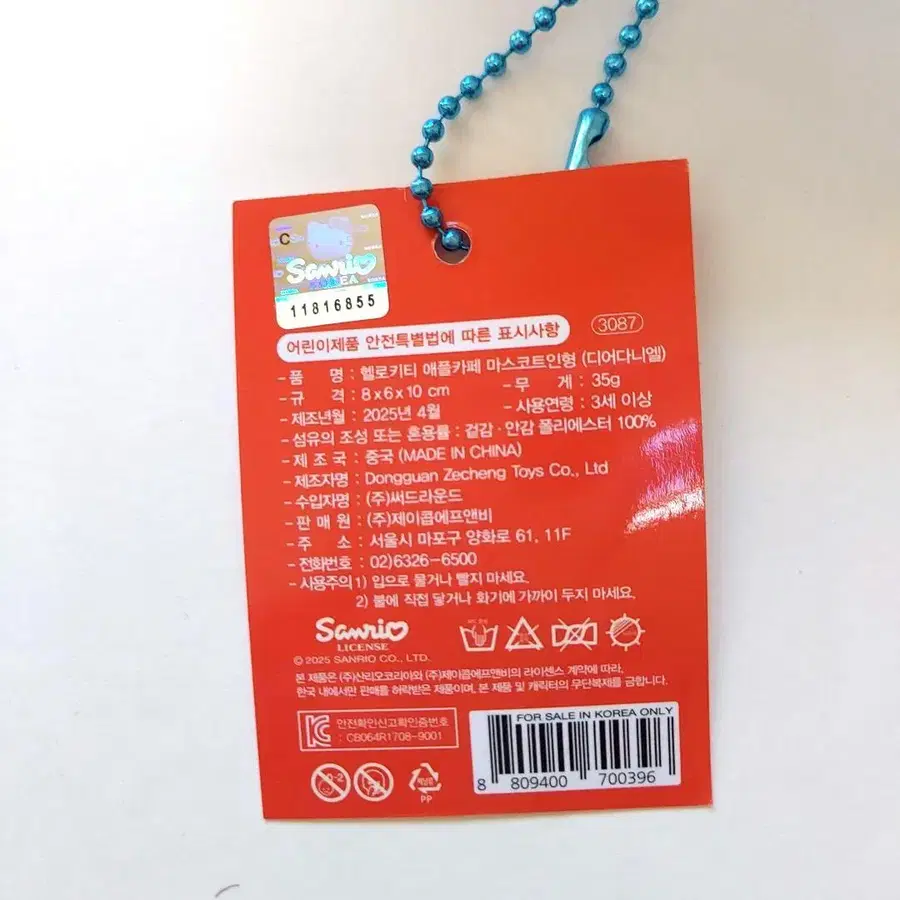 C
Sanrio
KOREA
11816855
어린이제품 안전특별법에 따른 표시사항
3087
- 품 명 : 헬로키티 애플카페 마스코트인형 (디어다니엘)
- 규 격 : 8x6x10 cm - 무 게 : 35g
- 제조년월 : 2025년 4월 - 사용연령 : 3세 이상
- 섬유의 조성 또는 혼용률 : 겉감 · 안감 폴리에스터 100%
- 제 조 국 : 중국 (MADE IN CHINA)
- 제조자명 : Dongguan Zecheng Toys Co., Ltd
- 수입자명 : (주)써드라운드
- 판 매 원 : (주)제이콥에프앤비
- 주 소 : 서울시 마포구 양화로 61, 11F
- 전화번호 : 02)6326-6500
- 사용주의 1) 입으로 물거나 빨지 마세요.
2) 불에 직접 닿거나 화기에 가까이 두지 마세요.
Sanrio
LICENSE
© 2025 SANRIO CO., LTD.
본 제품은 (주)산리오코리아와 (주)제이콥에프앤비의 라이센스 계약에 따라,
한국 내에서만 판매를 허락받은 제품이며, 본 제품 및 캐릭터의 무단복제를 금합니다.
안전확인신고확인증번호
: CB064R1708-9001
FOR SALE IN KOREA ONLY
8 809400 700396
0-2
PP